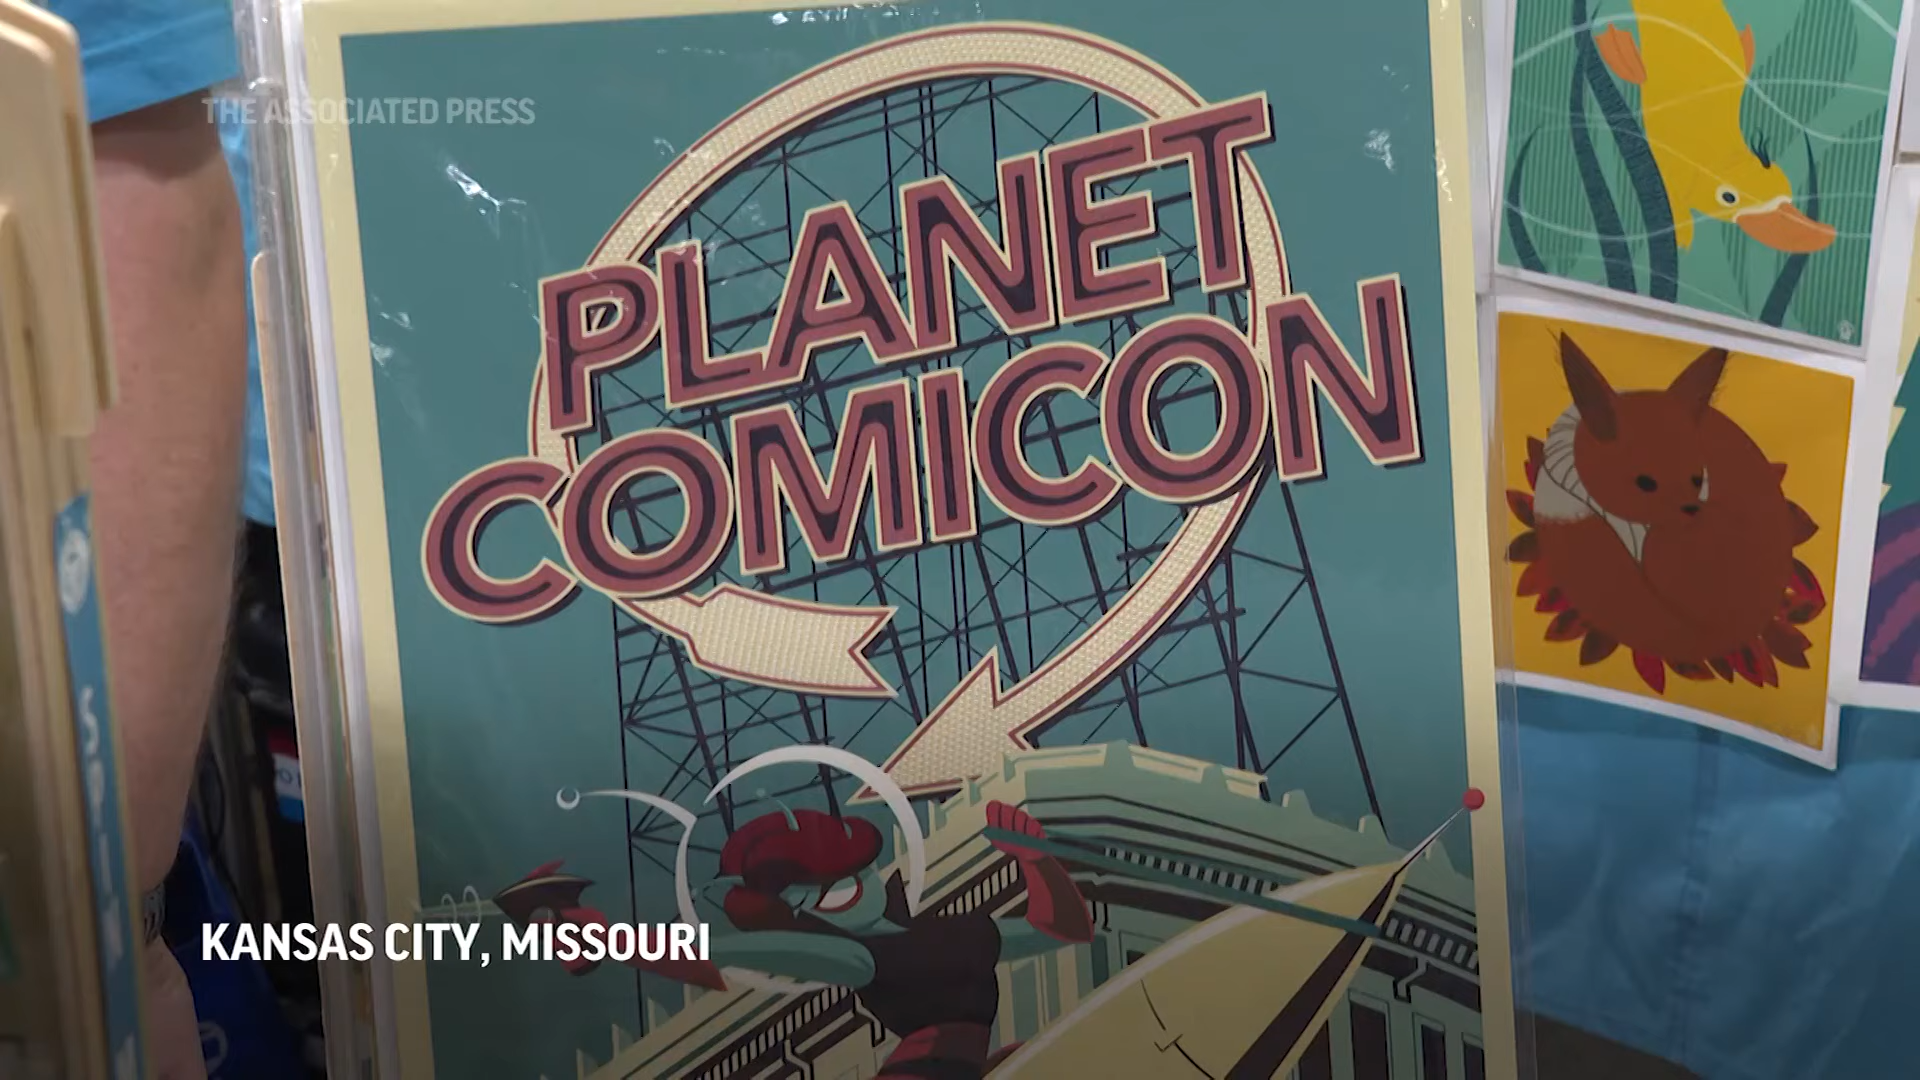 THE ASSOCIATED PRESS
PLANET
COMICON
KANSAS CITY, MISSOURI